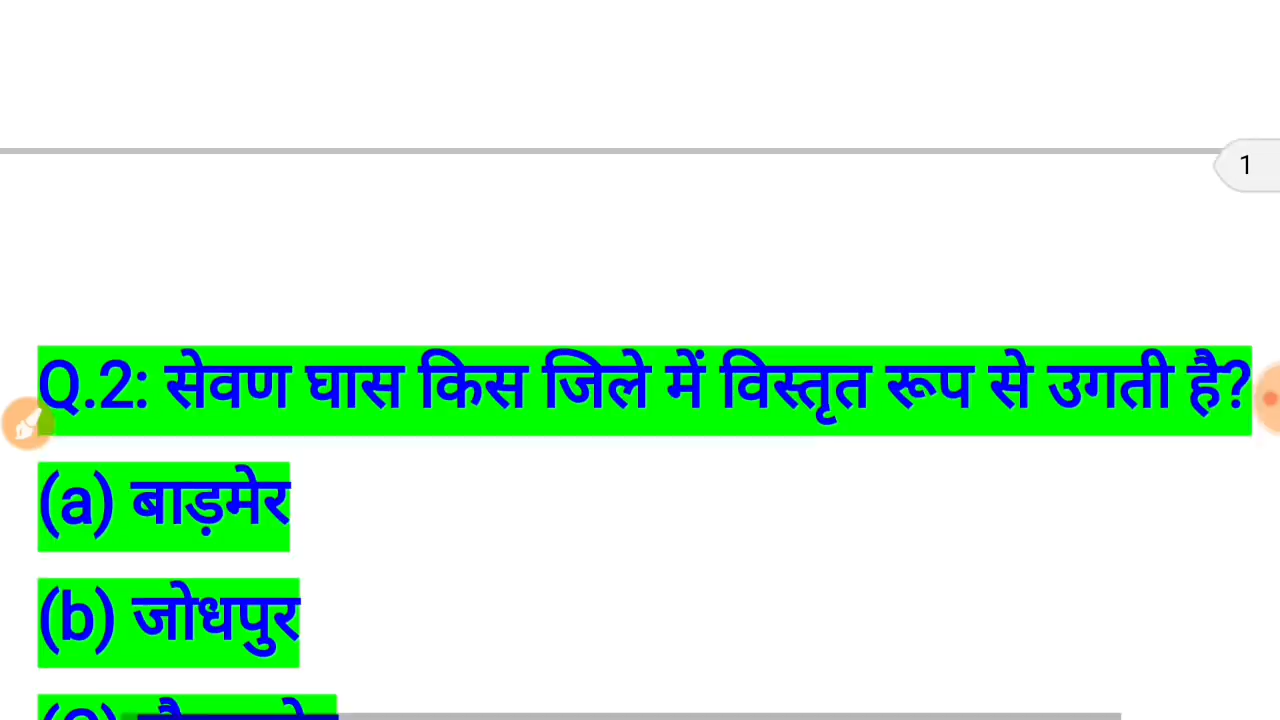 1
Q.2: सेवण घास किस जिले में विस्तृत रूप से उगती है?
(a) बाड़मेर
(b) जोधपुर